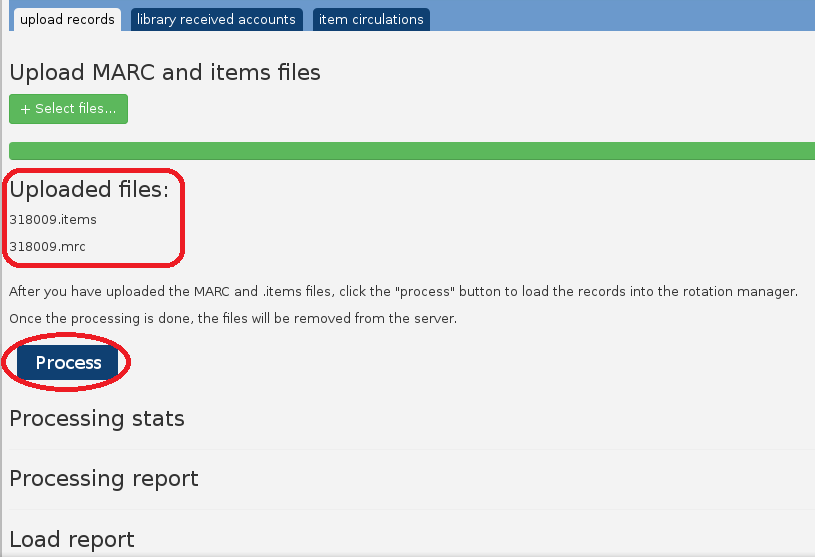 upload records library received accounts item circulations
Upload MARC and items files
+ Select files...
Uploaded files:
318009.items
318009.mrc
After you have uploaded the MARC and .items files, click the "process" button to load the records into the rotation manager.
Once the processing is done, the files will be removed from the server.
Process
Processing stats
Processing report
Load report